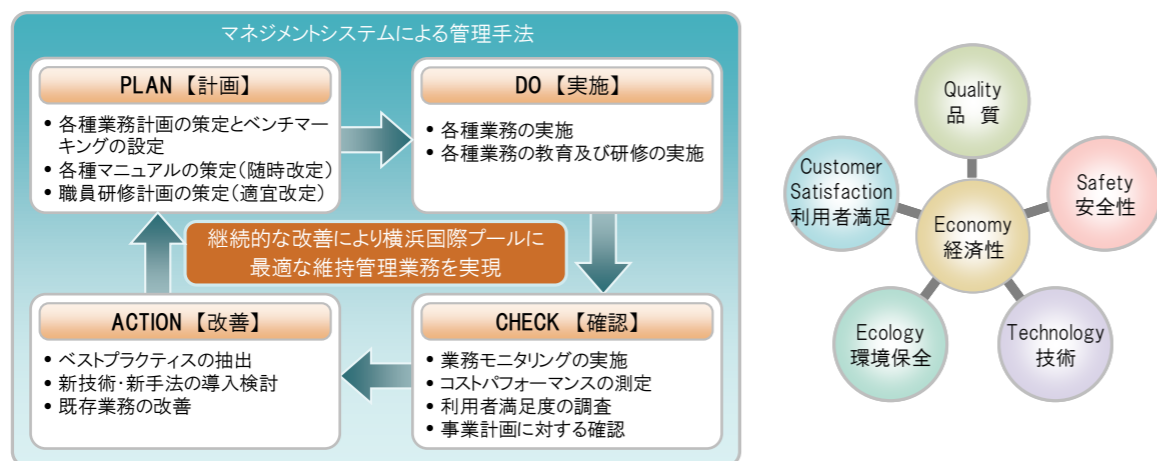 マネジメントシステムによる管理手法
PLAN 【計画】
• 各種業務計画の策定とベンチマー
キングの設定
• 各種マニュアルの策定(随時改定)
• 職員研修計画の策定(適宜改定)
DO 【実施】
• 各種業務の実施
• 各種業務の教育及び研修の実施
継続的な改善により横浜国際プールに
最適な維持管理業務を実現
ACTION 【改善】
• ベストプラクティスの抽出
• 新技術・新手法の導入検討
• 既存業務の改善
CHECK 【確認】
• 業務モニタリングの実施
• コストパフォーマンスの測定
• 利用者満足度の調査
• 事業計画に対する確認
Quality
品 質
Customer
Satisfaction
利用者満足
Safety
安全性
Economy
経済性
Ecology
環境保全
Technology
技術